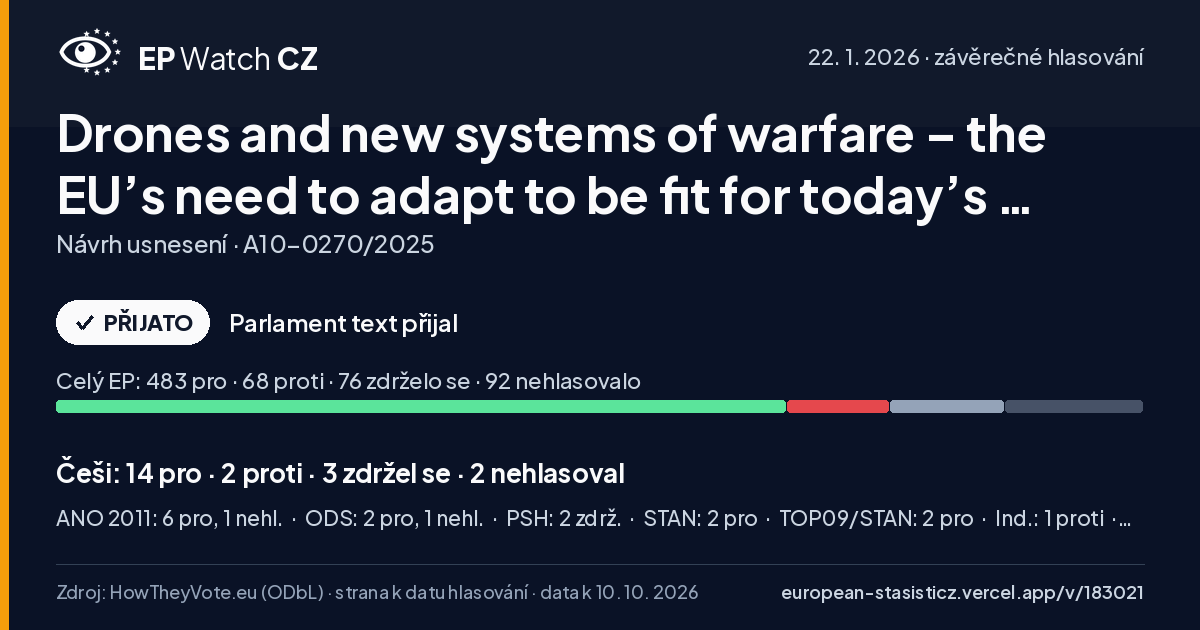 EP Watch CZ
22. 1. 2026 · závěrečné hlasování
Drones and new systems of warfare – the
EU’s need to adapt to be fit for today’s ...
Návrh usnesení · A10-0270/2025
✓ PŘIJATO
Parlament text přijal
Celý EP: 483 pro · 68 proti · 76 zdrželo se · 92 nehlasovalo
Češi: 14 pro · 2 proti · 3 zdržel se · 2 nehlasoval
ANO 2011: 6 pro, 1 nehl. · ODS: 2 pro, 1 nehl. · PSH: 2 zdrž. · STAN: 2 pro · TOP09/STAN: 2 pro · Ind.: 1 proti ·...
Zdroj: HowTheyVote.eu (ODbL) · strana k datu hlasování · data k 10. 10. 2026
european-stasisticz.vercel.app/v/183021